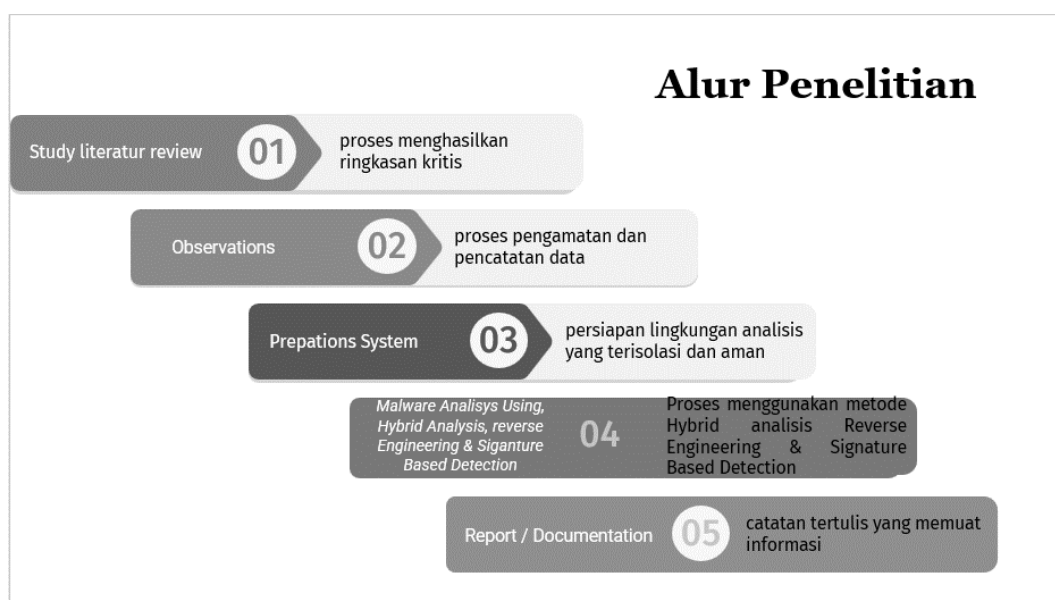 Alur Penelitian
Study literatur review
01
proses menghasilkan
ringkasan kritis
Observations
02
proses pengamatan dan
pencatatan data
Prepations System
03
persiapan lingkungan analisis
yang terisolasi dan aman
Malware Analisys Using,
Hybrid Analysis, reverse
Engineering & Siganture
Based Detection
04
Proses menggunakan metode
Hybrid analisis Reverse
Engineering & Signature
Based Detection
Report / Documentation
05
catatan tertulis yang memuat
informasi